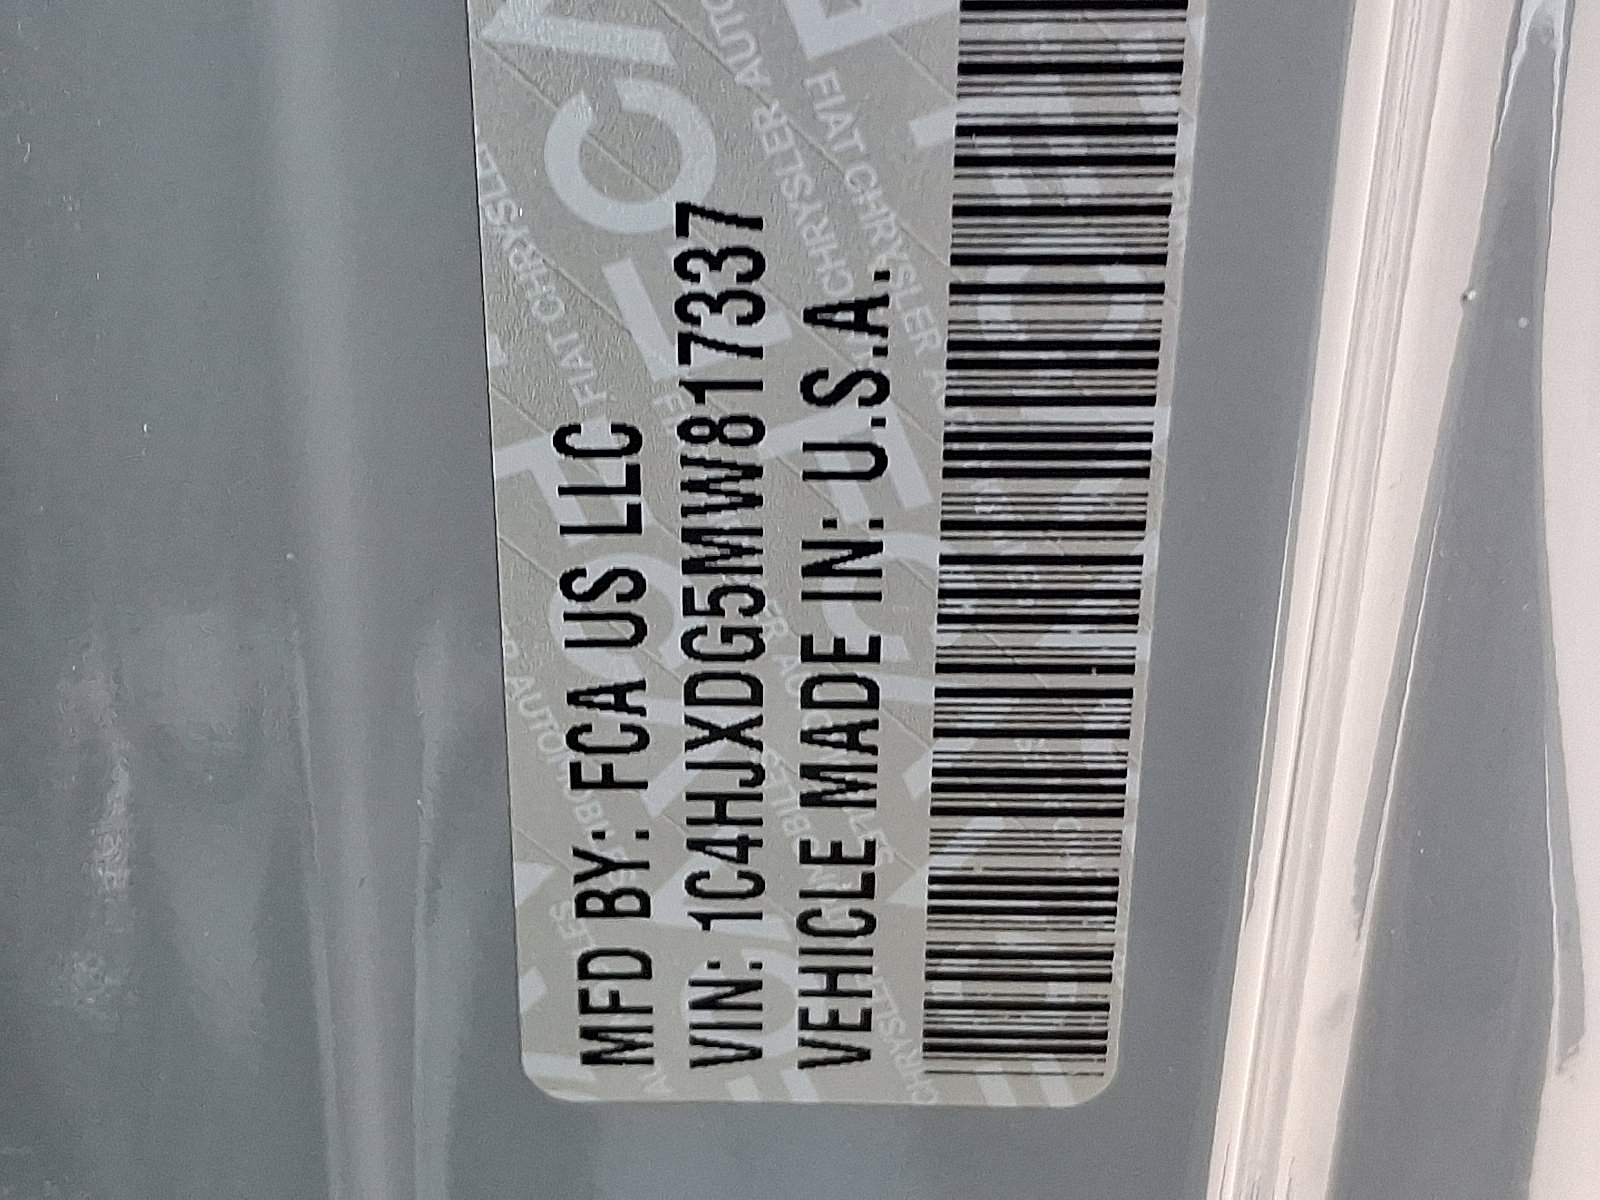 MFD BY: FCA US LLC
VIN: 1C4HJXDG5MW817337
VEHICLE MADE IN: U.S.A.